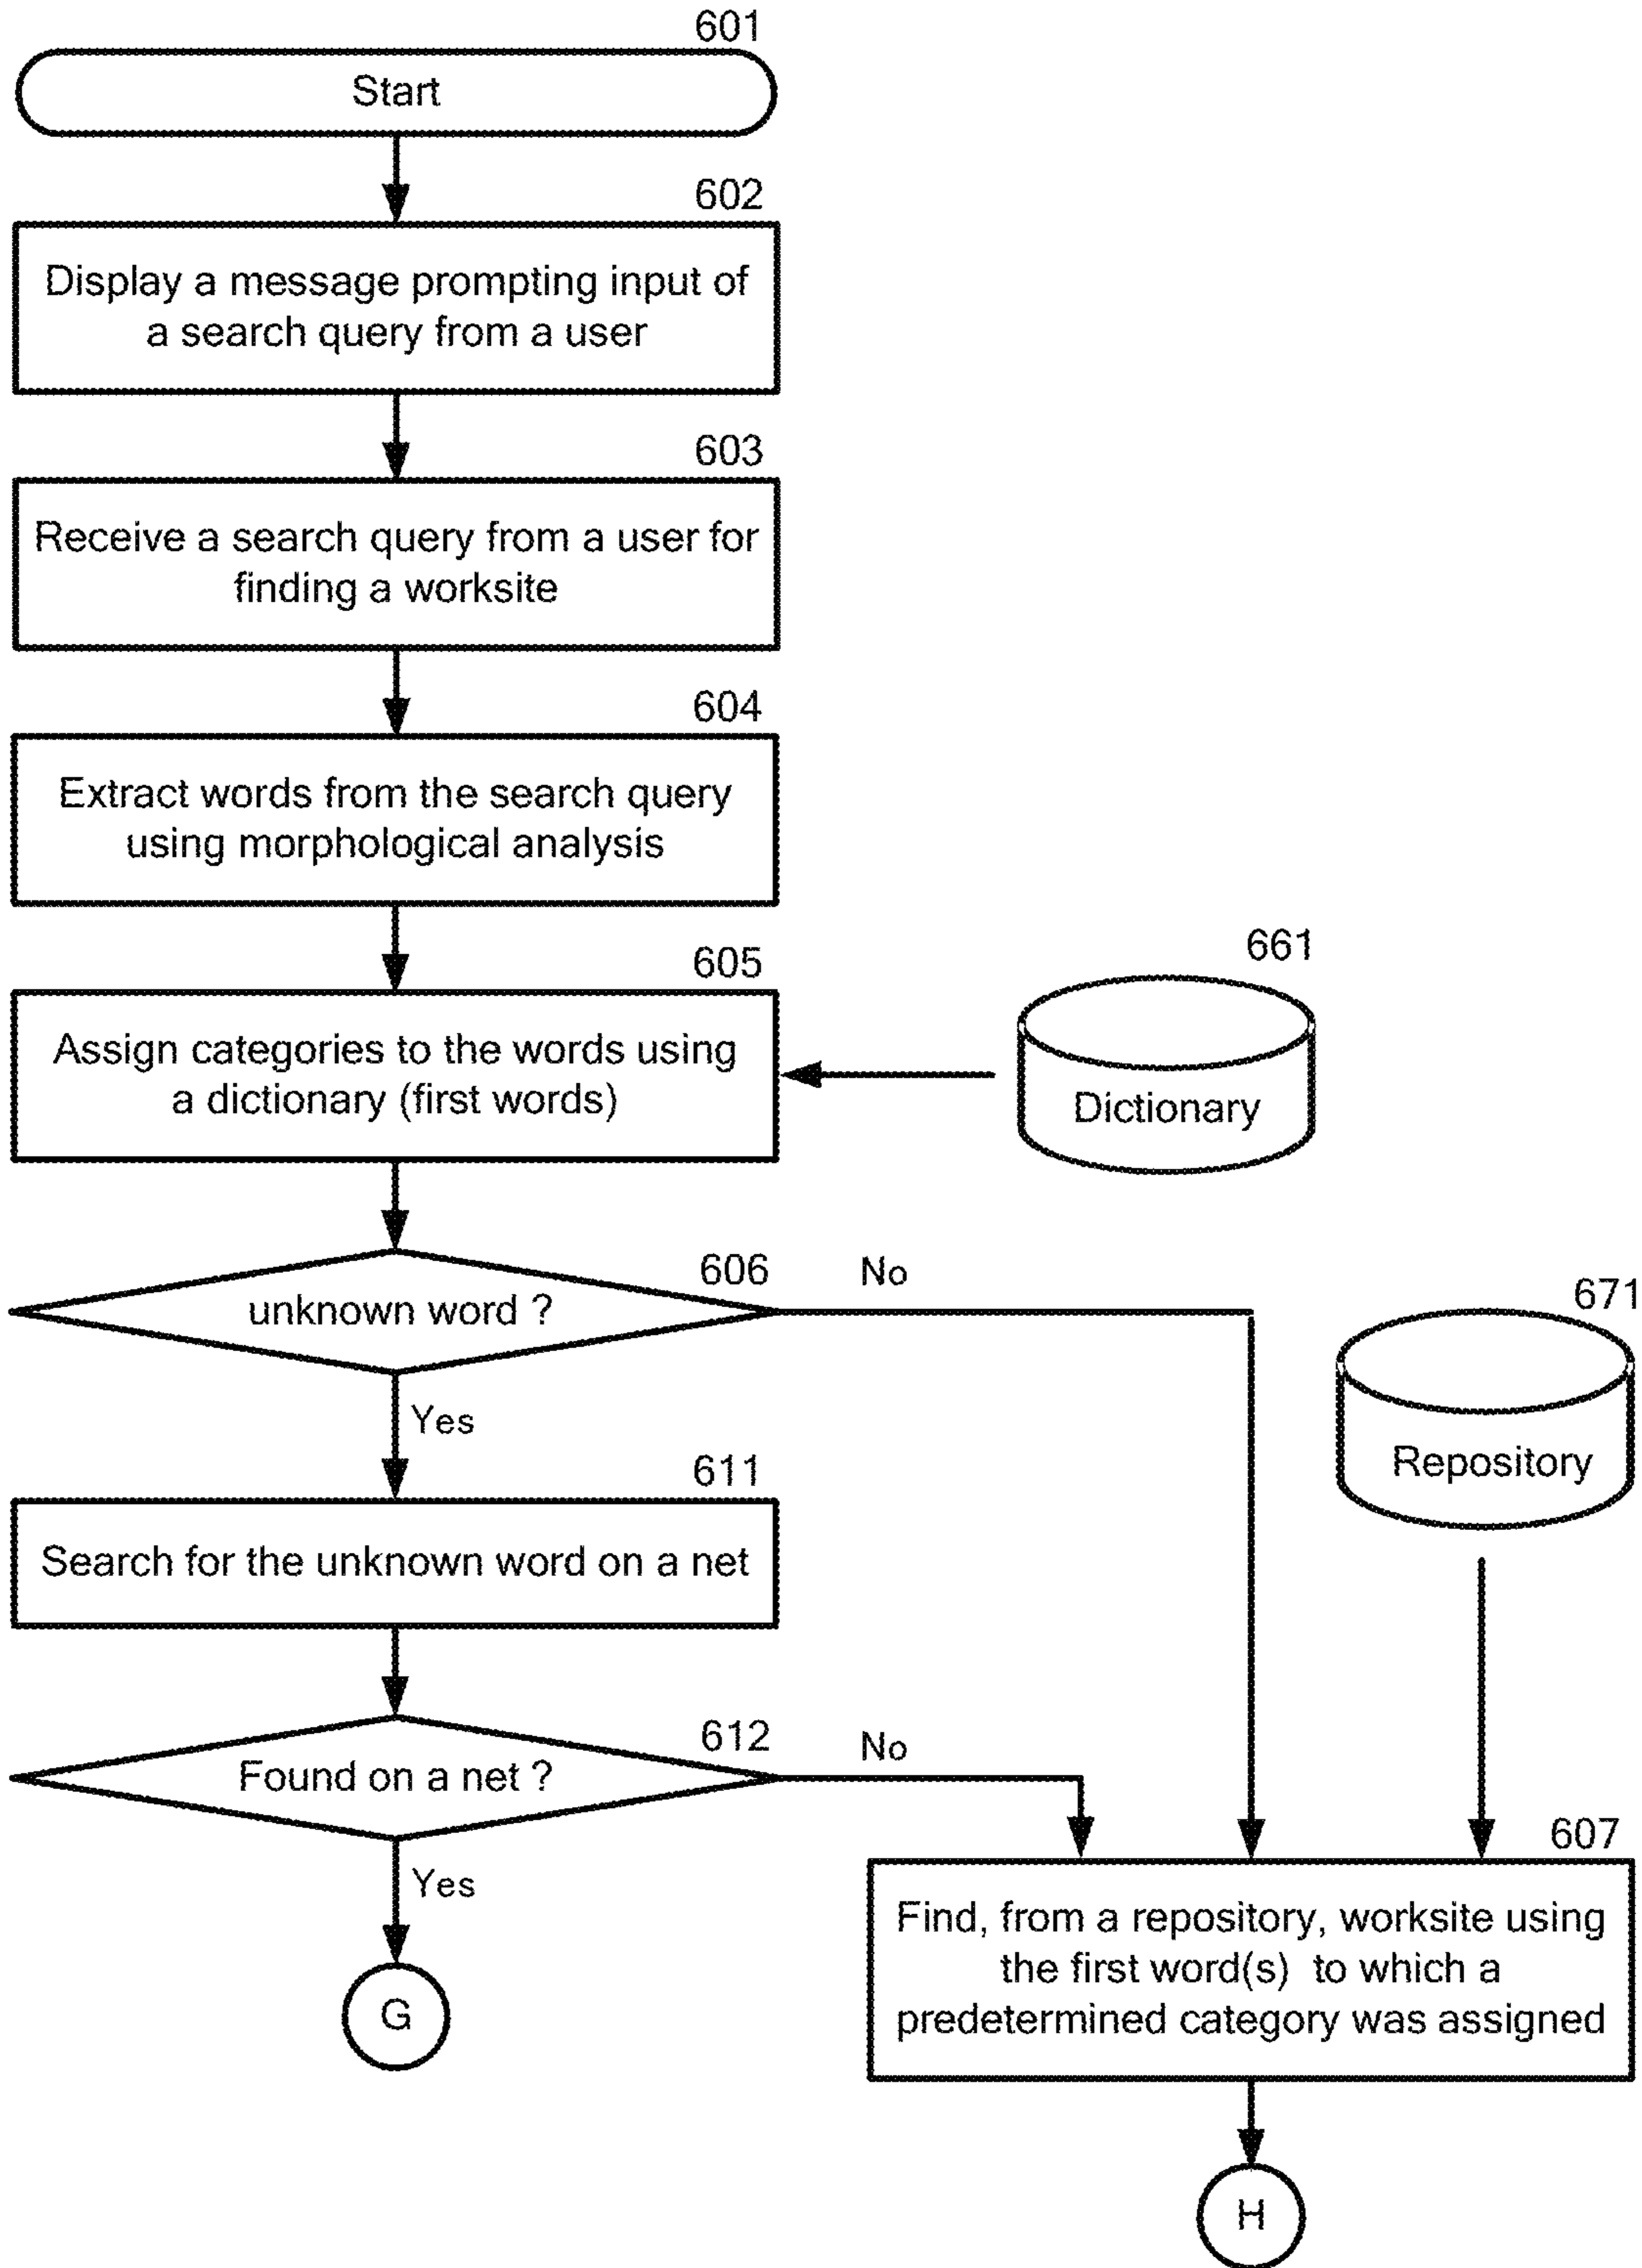 601
Start
602
Display a message prompting input of
a search query from a user
603
Receive a search query from a user for
finding a worksite
604
Extract words from the search query
using morphological analysis
605
Assign categories to the words using
a dictionary (first words)
661
Dictionary
606
unknown word ?
No
Yes
671
Repository
611
Search for the unknown word on a net
612
Found on a net ?
No
Yes
G
607
Find, from a repository, worksite using
the first word(s) to which a
predetermined category was assigned
H